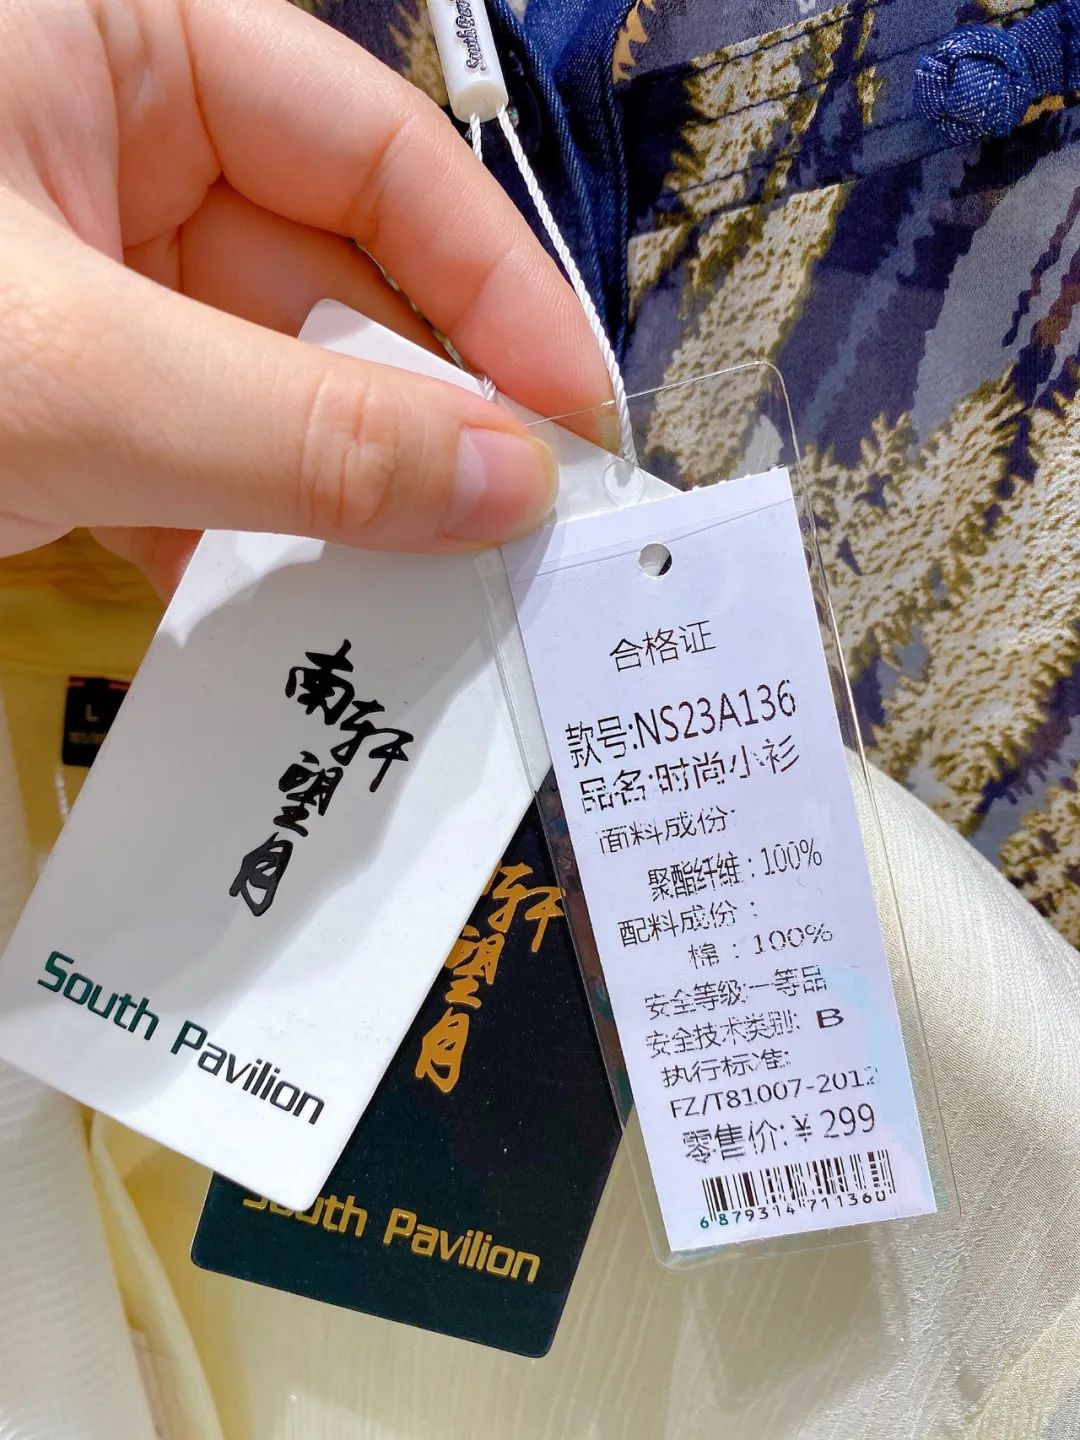 South Pav
L
南轩
望
月
South Pavilion
轩
望
月
South Pavilion
合格证
款号:NS23A136
品名:时尚小衫
面料成份:
聚酯纤维:100%
配料成份:
棉:100%
安全等级:一等品
安全技术类别: B
执行标准:
FZ/T81007-2012
零售价:¥299
6879314711360